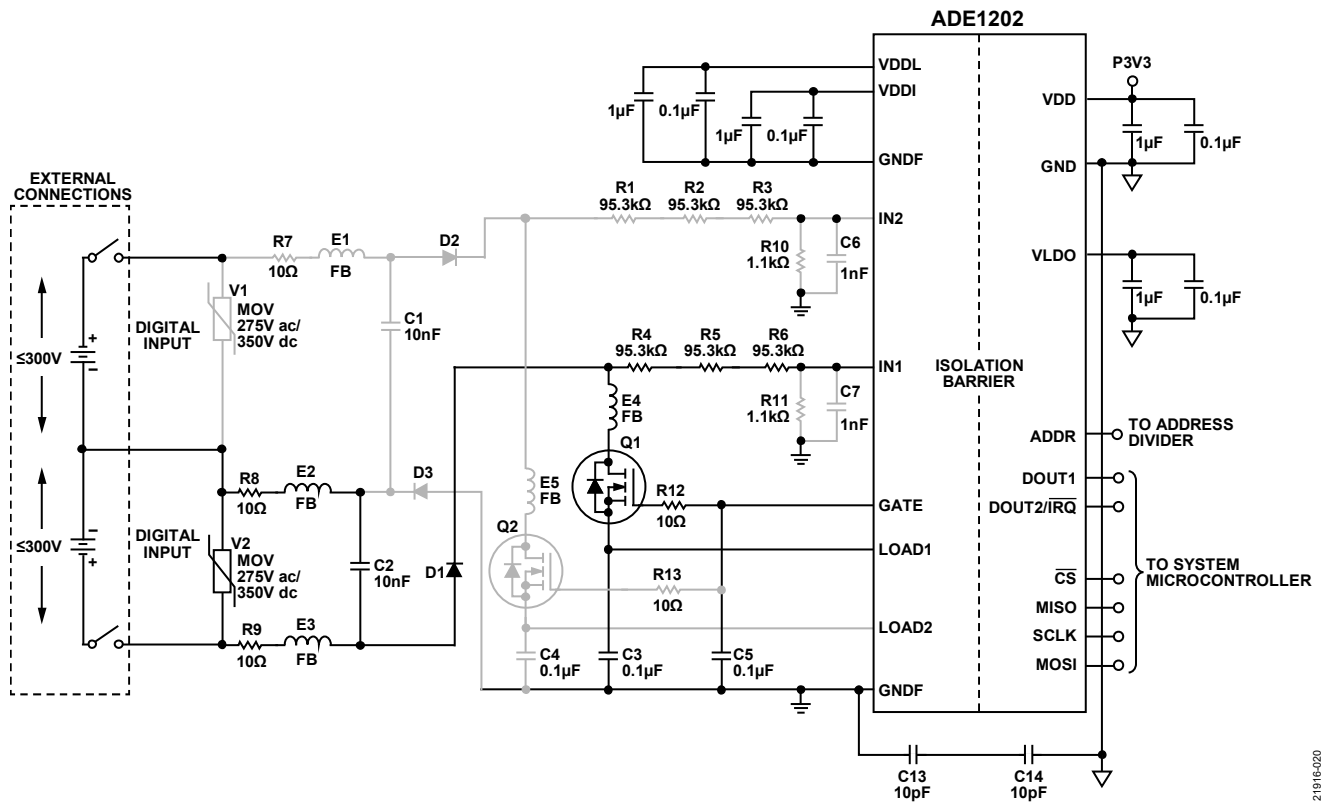 ADE1202
VDDL
VDDI
1µF
0.1µF
1µF
0.1µF
GNDF
P3V3
VDD
1µF
0.1µF
GND
EXTERNAL
CONNECTIONS
R1
95.3kΩ
R2
95.3kΩ
R3
95.3kΩ
IN2
R7
10Ω
E1
FB
D2
R10
1.1kΩ
C6
1nF
VLDO
1µF
0.1µF
≤300V
+
−
DIGITAL
INPUT
V1
MOV
275V ac/
350V dc
C1
10nF
R4
95.3kΩ
R5
95.3kΩ
R6
95.3kΩ
IN1
ISOLATION
BARRIER
E4
FB
R11
1.1kΩ
C7
1nF
ADDR
TO ADDRESS
DIVIDER
Q1
R8
10Ω
E2
FB
D3
E5
FB
R12
10Ω
GATE
DOUT1
DOUT2/IRQ
≤300V
−
+
DIGITAL
INPUT
V2
MOV
275V ac/
350V dc
C2
10nF
D1
Q2
LOAD1
R13
10Ω
CS
MISO
SCLK
MOSI
TO SYSTEM
MICROCONTROLLER
R9
10Ω
E3
FB
LOAD2
C4
0.1µF
C3
0.1µF
C5
0.1µF
GNDF
C13
10pF
C14
10pF
21916-020